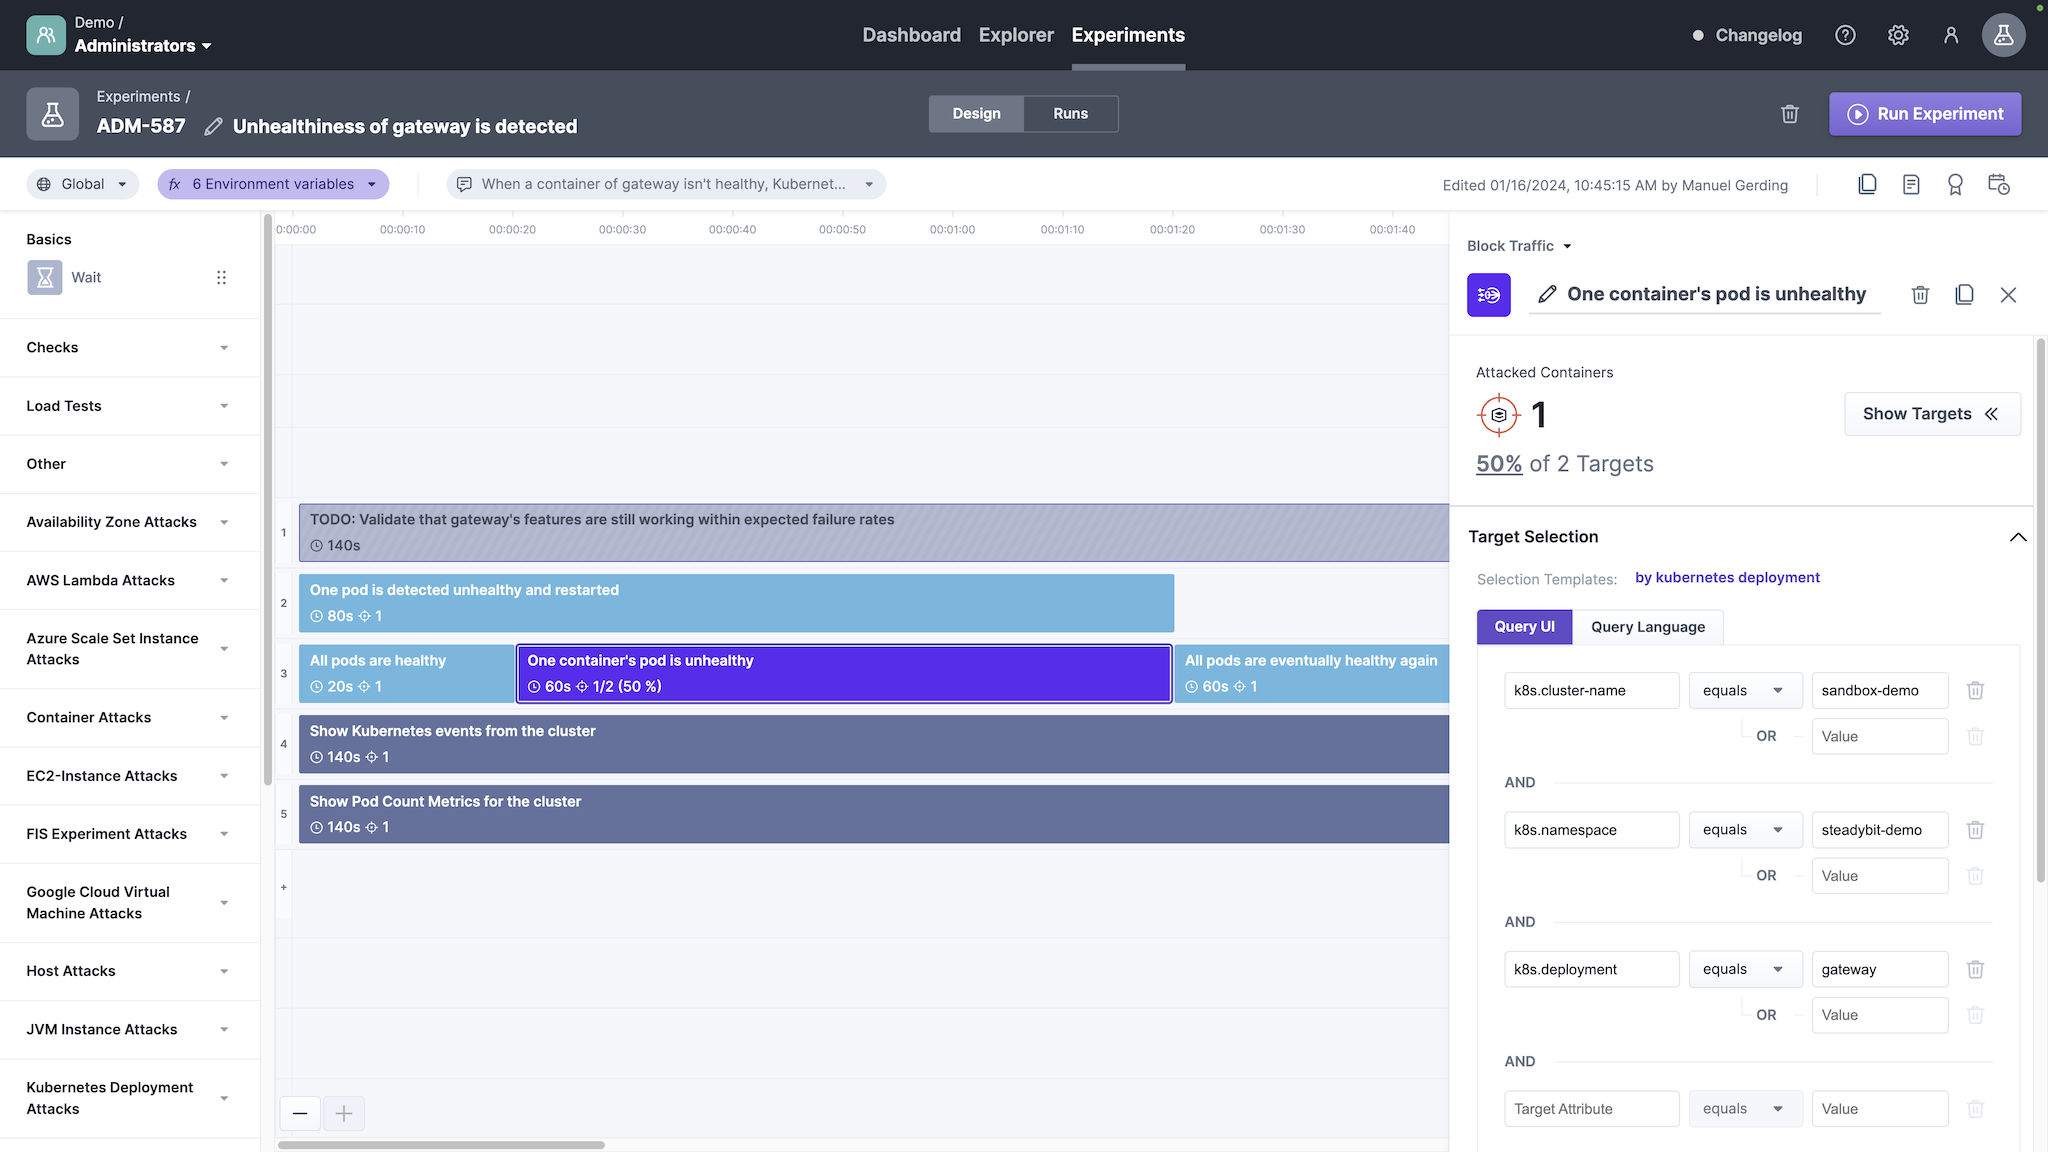 Demo /
Administrators
Dashboard Explorer Experiments
Changelog
Experiments /
ADM-587 Unhealthiness of gateway is detected
Design Runs
Run Experiment
Global
fx 6 Environment variables
When a container of gateway isn't healthy, Kubernet...
Edited 01/16/2024, 10:45:15 AM by Manuel Gerding
Basics
Wait
Checks
Load Tests
Other
Availability Zone Attacks
AWS Lambda Attacks
Azure Scale Set Instance
Attacks
Container Attacks
EC2-Instance Attacks
FIS Experiment Attacks
Google Cloud Virtual
Machine Attacks
Host Attacks
JVM Instance Attacks
Kubernetes Deployment
Attacks
0:00:00 00:00:10 00:00:20 00:00:30 00:00:40 00:00:50 00:01:00 00:01:10 00:01:20 00:01:30 00:01:40
1
TODO: Validate that gateway's features are still working within expected failure rates
140s
2
One pod is detected unhealthy and restarted
80s 1
3
All pods are healthy
20s 1
One container's pod is unhealthy
60s 1/2 (50 %)
All pods are eventually healthy again
60s 1
4
Show Kubernetes events from the cluster
140s 1
5
Show Pod Count Metrics for the cluster
140s 1
+
Block Traffic
One container's pod is unhealthy
Attacked Containers
1
Show Targets
50% of 2 Targets
Target Selection
Selection Templates: by kubernetes deployment
Query UI Query Language
k8s.cluster-name equals sandbox-demo
OR Value
AND
k8s.namespace equals steadybit-demo
OR Value
AND
k8s.deployment equals gateway
OR Value
AND
Target Attribute equals Value